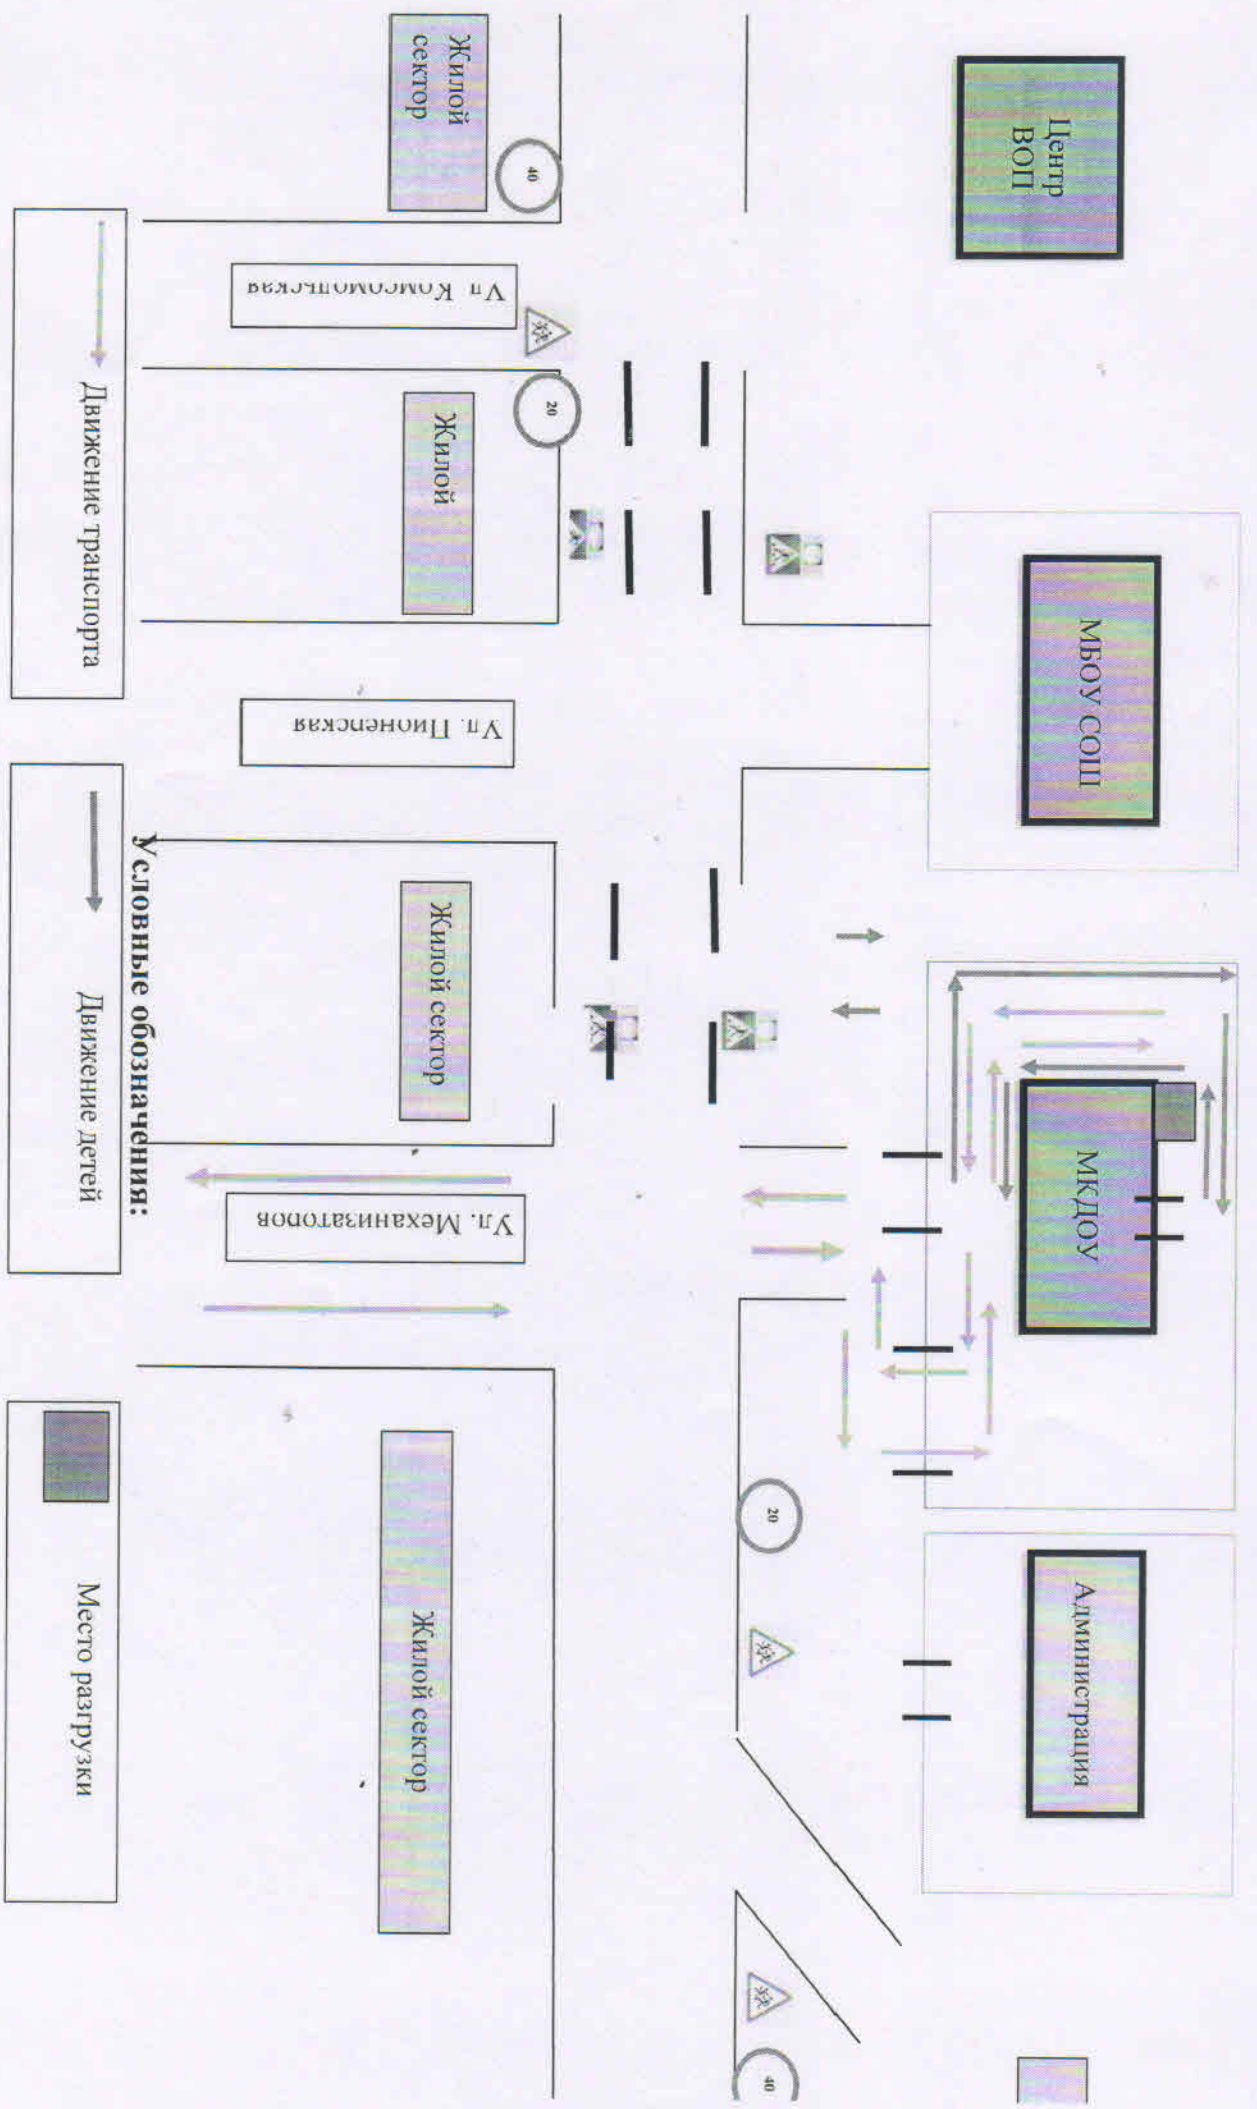 Центр
ВОП
МБОУ СОШ
МКДОУ
Администрация
40
20
20
40
Жилой
сектор
Жилой
Жилой сектор
Жилой сектор
Ул. Комсомольская
Ул. Пионерская
Ул. Механизаторов
Условные обозначения:
Движение транспорта
Движение детей
Место разгрузки